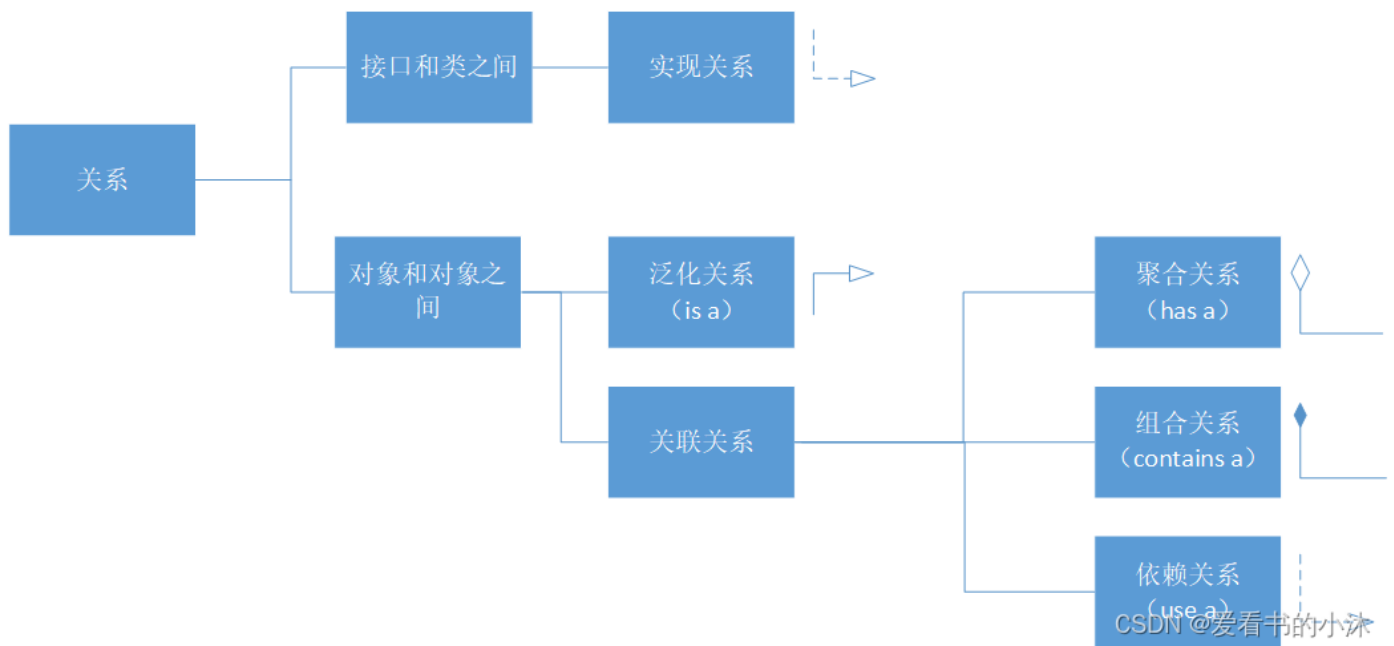 接口和类之间
实现关系
关系
对象和对象之
间
泛化关系
（is a）
聚合关系
（has a）
关联关系
组合关系
（contains a）
依赖关系
（use a）
CSDN @爱看书的小沐